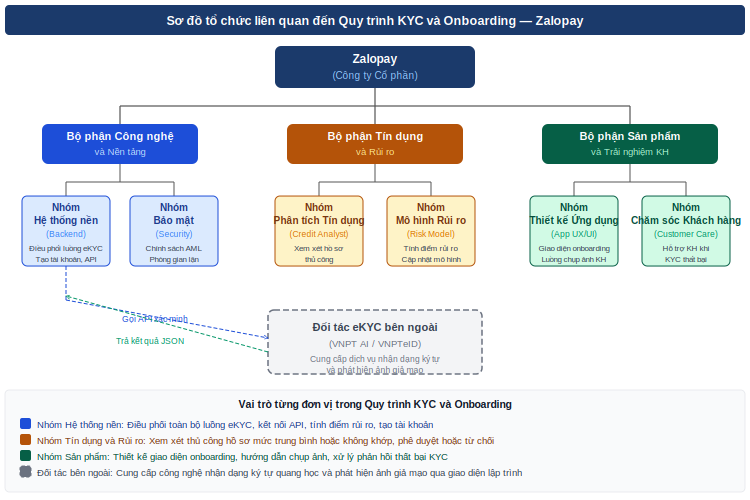 Sơ đồ tổ chức liên quan đến Quy trình KYC và Onboarding — Zalopay
Zalopay
(Công ty Cổ phần)
Bộ phận Công nghệ
và Nền tảng
Bộ phận Tín dụng
và Rủi ro
Bộ phận Sản phẩm
và Trải nghiệm KH
Nhóm
Hệ thống nền
(Backend)
Điều phối luồng eKYC
Tạo tài khoản, API
Nhóm
Bảo mật
(Security)
Chính sách AML
Phòng gian lận
Nhóm
Phân tích Tín dụng
(Credit Analyst)
Xem xét hồ sơ
thủ công
Nhóm
Mô hình Rủi ro
(Risk Model)
Tính điểm rủi ro
Cập nhật mô hình
Nhóm
Thiết kế Ứng dụng
(App UX/UI)
Giao diện onboarding
Luồng chụp ảnh KH
Nhóm
Chăm sóc Khách hàng
(Customer Care)
Hỗ trợ KH khi
KYC thất bại
Gọi API xác minh
Trả kết quả JSON
Đối tác eKYC bên ngoài
(VNPT AI / VNPTeID)
Cung cấp dịch vụ nhận dạng ký tự
và phát hiện ảnh giả mạo
Vai trò từng đơn vị trong Quy trình KYC và Onboarding
Nhóm Hệ thống nền: Điều phối toàn bộ luồng eKYC, kết nối API, tính điểm rủi ro, tạo tài khoản
Nhóm Tín dụng và Rủi ro: Xem xét thủ công hồ sơ mức trung bình hoặc không khớp, phê duyệt hoặc từ chối
Nhóm Sản phẩm: Thiết kế giao diện onboarding, hướng dẫn chụp ảnh, xử lý phản hồi thất bại KYC
Đối tác bên ngoài: Cung cấp công nghệ nhận dạng ký tự quang học và phát hiện ảnh giả mạo qua giao diện lập trình